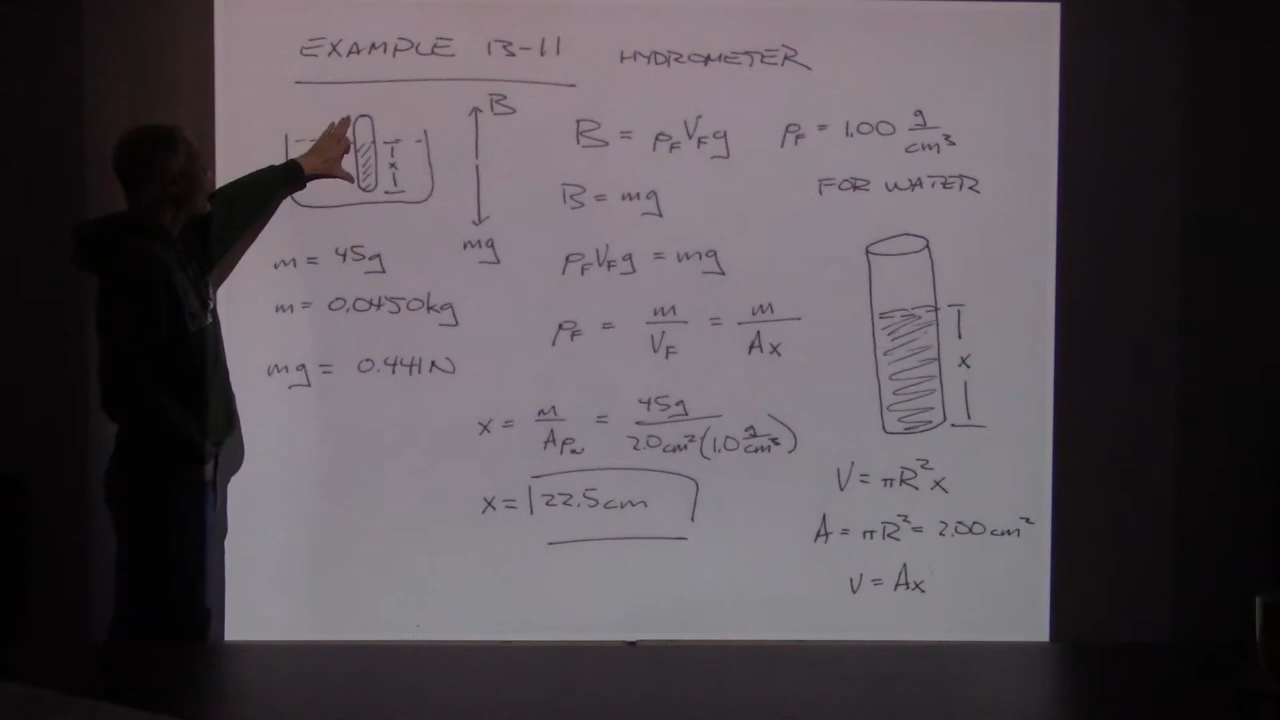 EXAMPLE 13-11 HYDROMETER
B
x
mg
m = 45g
m = 0.0450kg
mg = 0.441N
B = ρFVFg
B = mg
ρFVFg = mg
ρF = m/VF = m/Ax
x = m/Aρw = 45g/2.0cm²(1.0 g/cm³)
x = 22.5cm
ρF = 1.00 g/cm³
FOR WATER
x
V = πR²x
A = πR² = 2.00cm²
V = Ax